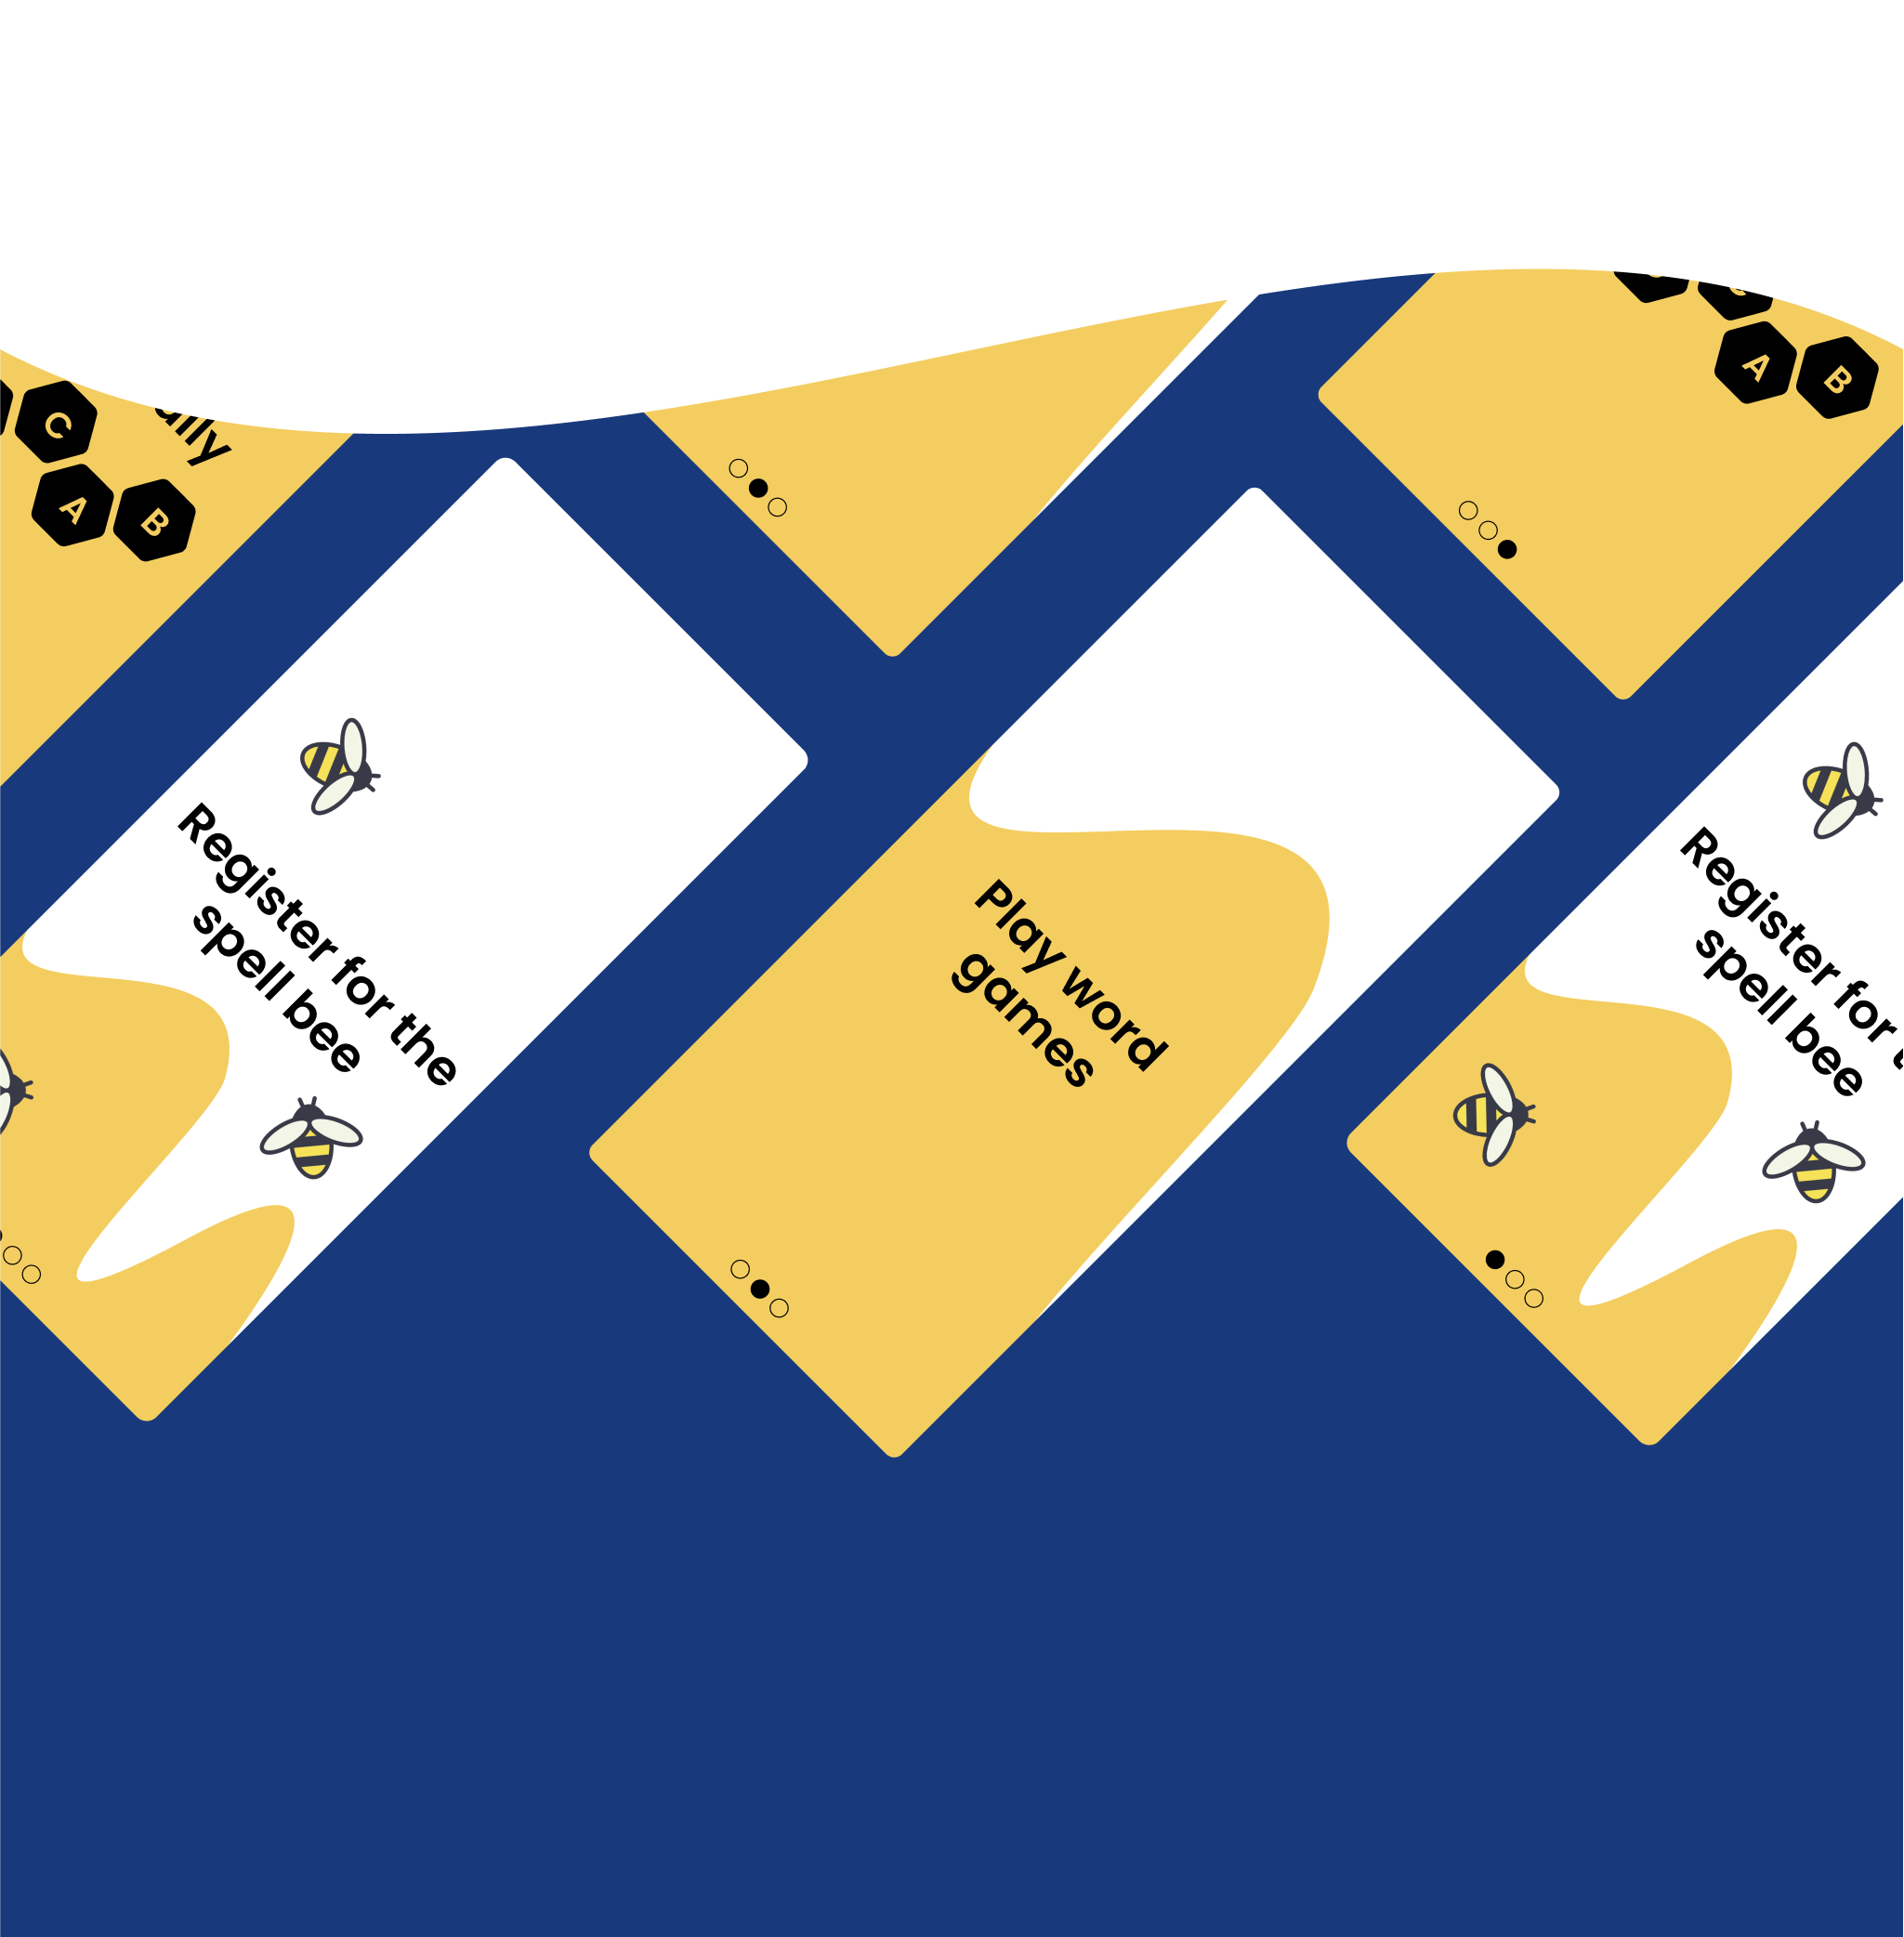 Q
A
B
A
B
Register for the
spell bee
Play word
games
Register for
spell bee